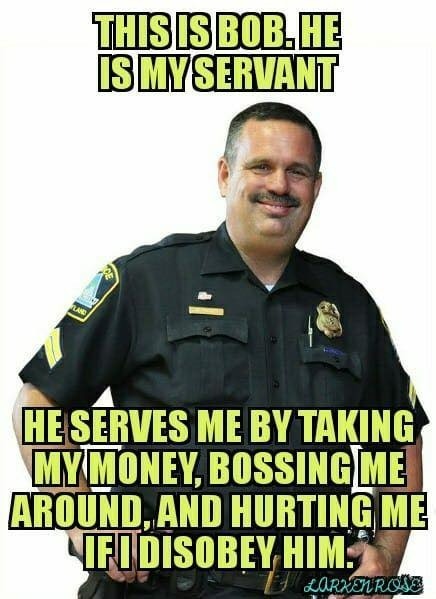 THIS IS BOB. HE
IS MY SERVANT
HE SERVES ME BY TAKING
MY MONEY, BOSSING ME
AROUND, AND HURTING ME
IF I DISOBEY HIM.
LARKEN ROSE